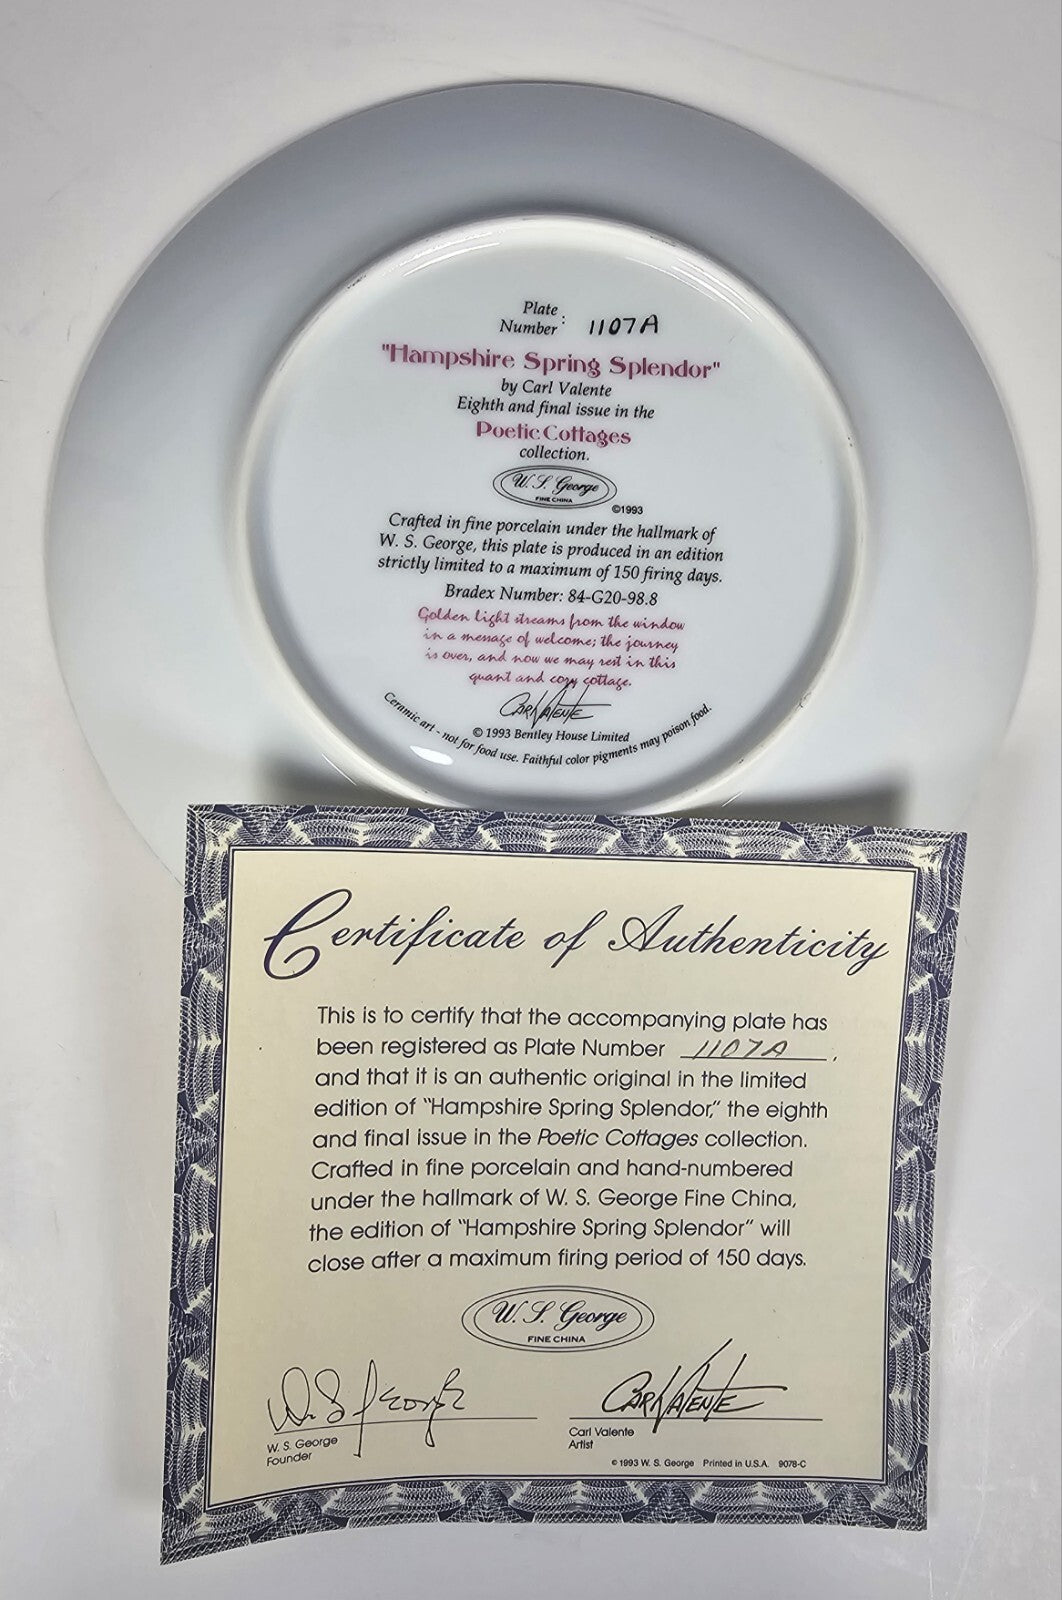 Plate
Number : 1107A
"Hampshire Spring Splendor"
by Carl Valente
Eighth and final issue in the
Poetic Cottages
collection.
W. S. George
FINE CHINA
©1993
Crafted in fine porcelain under the hallmark of
W. S. George, this plate is produced in an edition
strictly limited to a maximum of 150 firing days.
Bradex Number: 84-G20-98.8
Golden light streams from the window
in a message of welcome; the journey
is over, and now we may rest in this
quant and cozy cottage.
Carl Valente
© 1993 Bentley House Limited
Ceramic art - not for food use. Faithful color pigments may poison food.
Certificate of Authenticity
This is to certify that the accompanying plate has
been registered as Plate Number 1107A,
and that it is an authentic original in the limited
edition of "Hampshire Spring Splendor," the eighth
and final issue in the Poetic Cottages collection.
Crafted in fine porcelain and hand-numbered
under the hallmark of W. S. George Fine China,
the edition of "Hampshire Spring Splendor" will
close after a maximum firing period of 150 days.
W. S. George
FINE CHINA
W. S. George
Carl Valente
W. S. George
Founder
Carl Valente
Artist
© 1993 W. S. George Printed in U.S.A. 9078-C